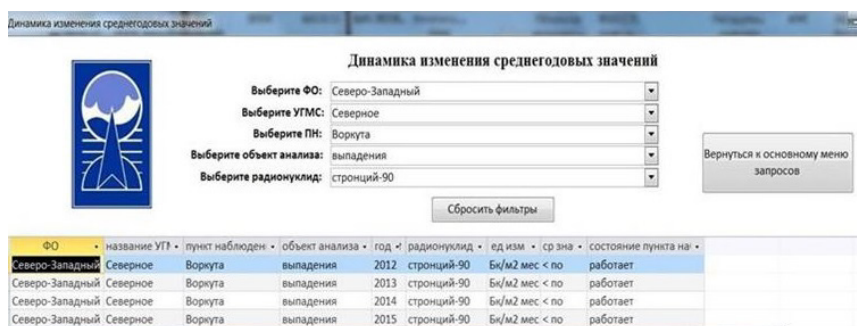 Динамика изменения среднегодовых значений
Динамика изменения среднегодовых значений
Выберите ФО: Северо-Западный
Выберите УГМС: Северное
Выберите ПН: Воркута
Выберите объект анализа: выпадения
Выберите радионуклид: стронций-90
Вернуться к основному меню
запросов
Сбросить фильтры
ФО название УГМ пункт наблюден объект анализа год радионуклид ед изм ср зна состояние пункта наб
Северо-Западный Северное Воркута выпадения 2012 стронций-90 Бк/м2 мес < по работает
Северо-Западный Северное Воркута выпадения 2013 стронций-90 Бк/м2 мес < по работает
Северо-Западный Северное Воркута выпадения 2014 стронций-90 Бк/м2 мес < по работает
Северо-Западный Северное Воркута выпадения 2015 стронций-90 Бк/м2 мес < по работает